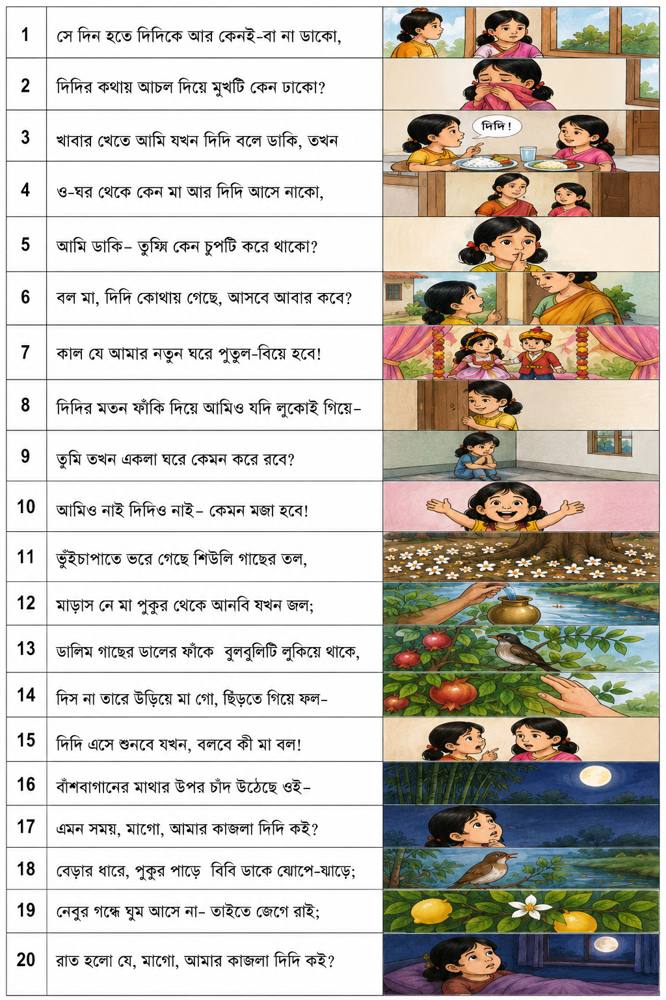 1 সে দিন হতে দিদিকে আর কেনই-বা না ডাকো,
2 দিদির কথায় আচল দিয়ে মুখটি কেন ঢাকো?
3 খাবার খেতে আমি যখন দিদি বলে ডাকি, তখন
দিদি!
4 ও-ঘর থেকে কেন মা আর দিদি আসে নাকো,
5 আমি ডাকি– কেন চুপটি করে থাকো?
6 বল মা, দিদি কোথায় গেছে, আসবে আবার কবে?
7 কাল যে আমার নতুন ঘরে পুতুল-বিয়ে হবে!
8 দিদির মতন ফাঁকি দিয়ে আমিও যদি লুকোই গিয়ে–
9 তুমি তখন একলা ঘরে কেমন করে রবে?
10 আমিও নাই দিদিও নাই– কেমন মজা হবে!
11 ভুঁইচাপাতে ভরে গেছে শিউলি গাছের তল,
12 মাড়াস নে মা পুকুর থেকে আনবি যখন জল;
13 ডালিম গাছের ডালের ফাঁকে বুলবুলিটি লুকিয়ে থাকে,
14 দিস না তারে উড়িয়ে মা গো, ছিঁড়তে গিয়ে ফল–
15 দিদি এসে শুনবে যখন, বলবে কী মা বল!
16 বাঁশবাগানের মাথার উপর চাঁদ উঠেছে ওই–
17 এমন সময়, মাগো, আমার কাজলা দিদি কই?
18 বেড়ার ধারে, পুকুর পাড়ে বিবি ডাকে ঝোপে-ঝাড়ে;
19 নেবুর গন্ধে ঘুম আসে না– তাইতে জেগে রাই;
20 রাত হলো যে, মাগো, আমার কাজলা দিদি কই?